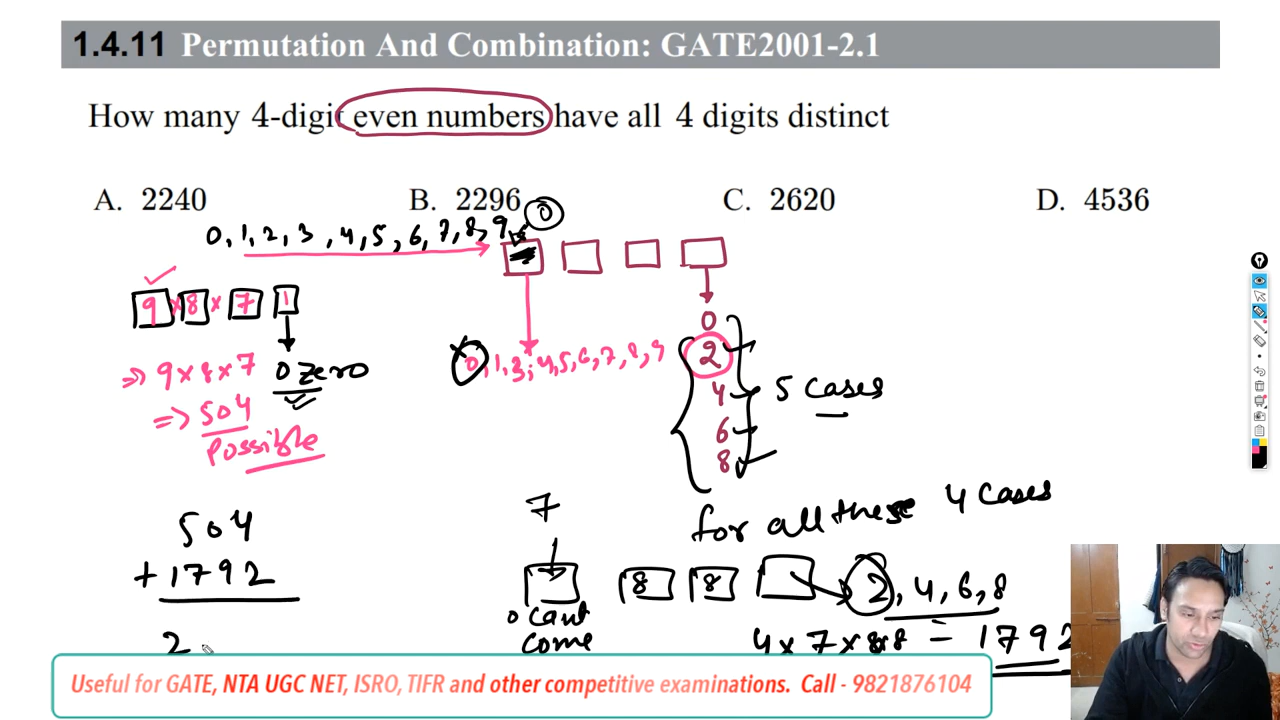 1.4.11 Permutation And Combination: GATE2001-2.1
How many 4-digit even numbers have all 4 digits distinct
A. 2240 B. 2296 C. 2620 D. 4536
0, 1, 2, 3, 4, 5, 6, 7, 8, 9
0
9 × 8 × 7 1
0 zero
⇒ 9×8×7
⇒ 504
Possible
0, 1, 3, 4, 5, 6, 7, 8, 9
0
2
4
6
8
5 cases
for all these 4 cases
7
8 8 2, 4, 6, 8
0 cant
come
4 × 7 × 8×8 = 1792
504
+1792
2
Useful for GATE, NTA UGC NET, ISRO, TIFR and other competitive examinations. Call - 9821876104